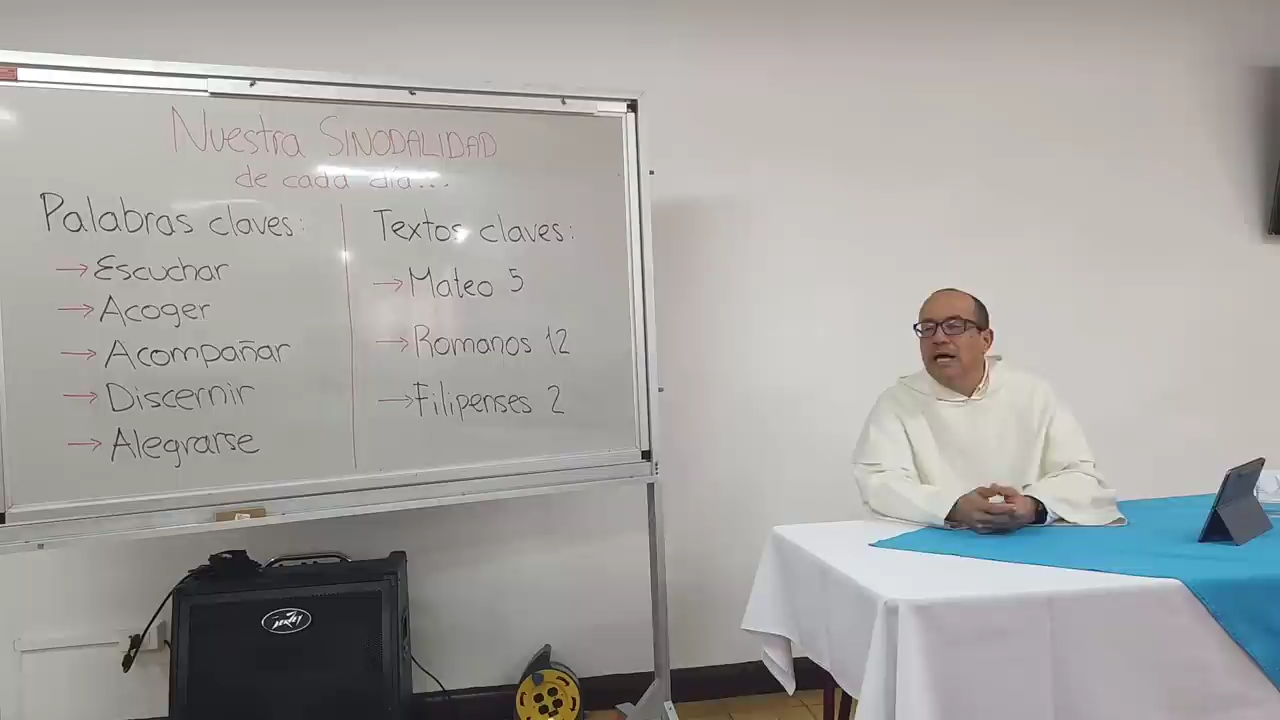 Nuestra SINODALIDAD
de cada día...
Palabras claves:
→Escuchar
→Acoger
→Acompañar
→Discernir
→Alegrarse
Textos claves:
→Mateo 5
→Romanos 12
→Filipenses 2
PEAVEY